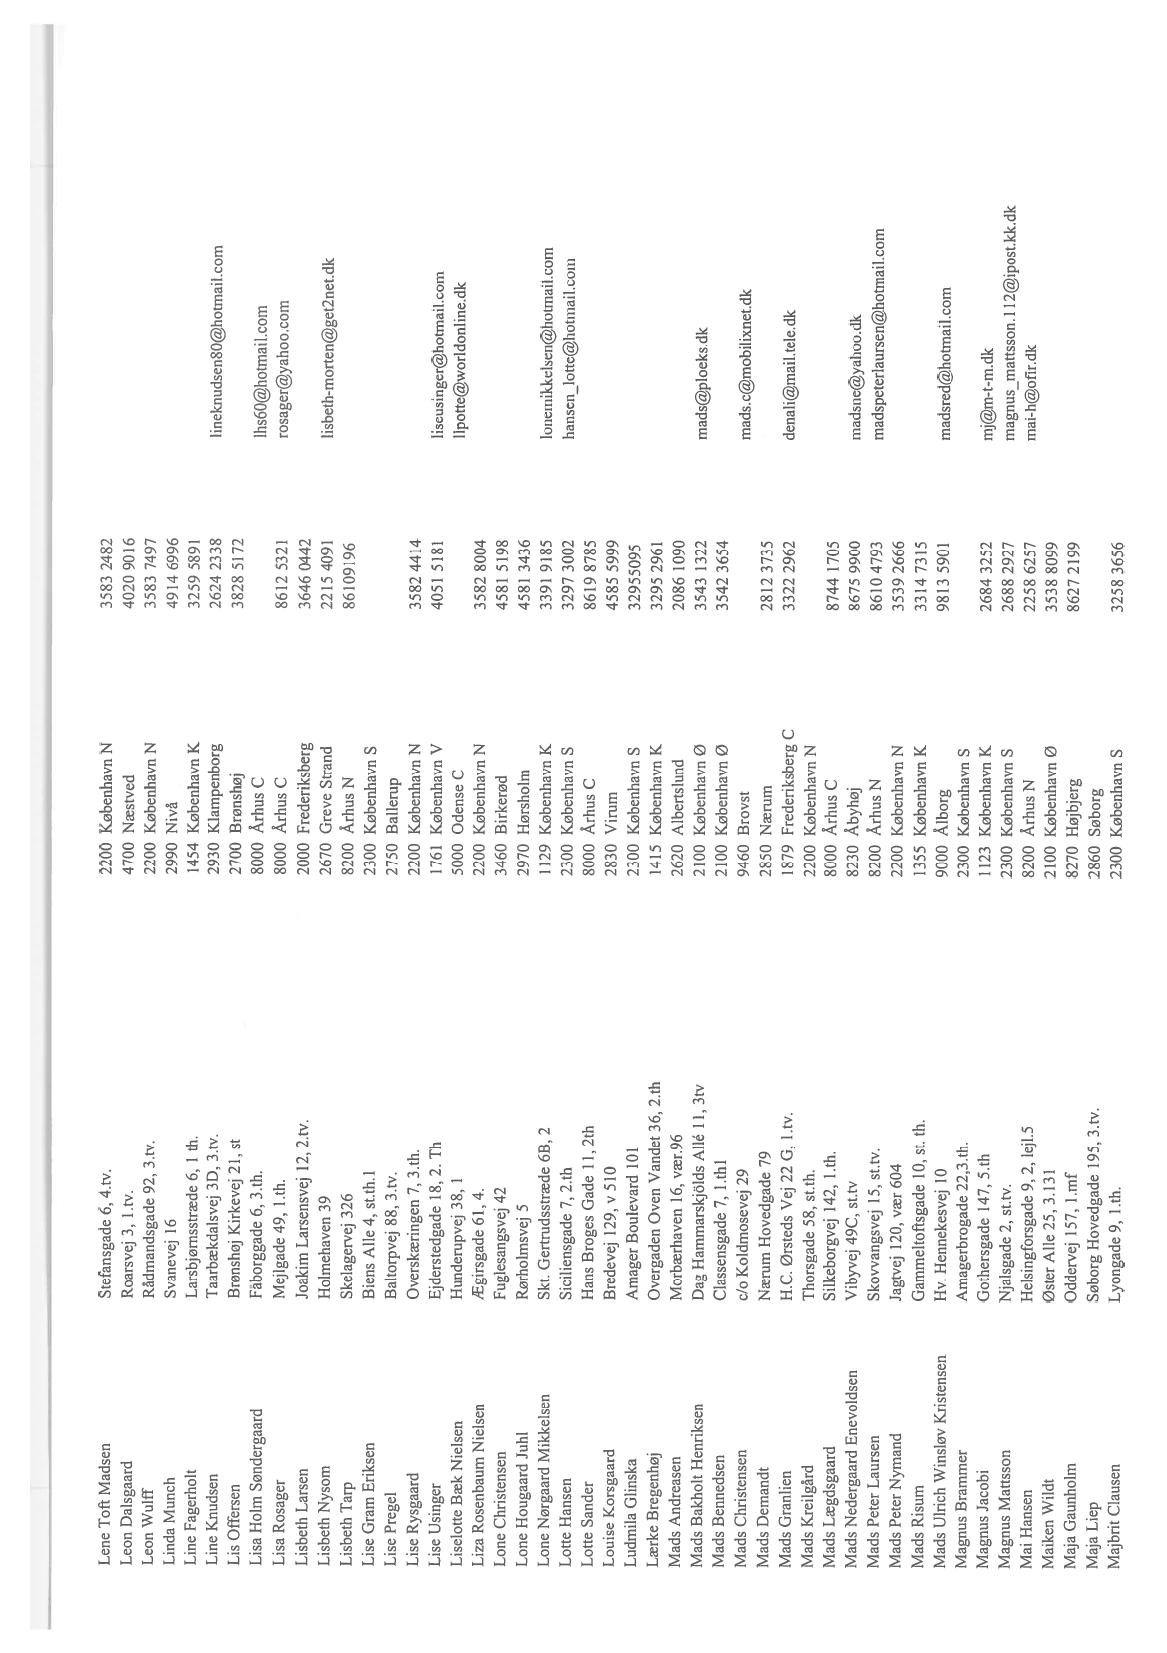 Lene Toft Madsen Stefansgade 6, 4.tv. 2200 København N 3583 2482
Leon Dalsgaard Roarsvej 3, 1.tv. 4700 Næstved 4020 9016
Leon Wulff Rådmandsgade 92, 3.tv. 2200 København N 3583 7497
Linda Munch Svanevej 16 2990 Nivå 4914 6996
Line Fagerholt Larsbjørnsstræde 6, 1 th. 1454 København K 3259 5891
Line Knudsen Taarbækdalsvej 3D, 3.tv. 2930 Klampenborg 2624 2338 lineknudsen80@hotmail.com
Lis Offersen Brønshøj Kirkevej 21, st 2700 Brønshøj 3828 5172
Lisa Holm Søndergaard Fåborggade 6, 3.th. 8000 Århus C lhs60@hotmail.com
Lisa Rosager Mejlgade 49, 1.th. 8000 Århus C 8612 5321 rosager@yahoo.com
Lisbeth Larsen Joakim Larsensvej 12, 2.tv. 2000 Frederiksberg 3646 0442
Lisbeth Nysom Holmehaven 39 2670 Greve Strand 2215 4091 lisbeth-morten@get2net.dk
Lisbeth Tarp Skelagervej 326 8200 Århus N 86109196
Lise Gram Eriksen Biens Alle 4, st.th.1 2300 København S
Lise Pregel Baltorpvej 88, 3.tv. 2750 Ballerup
Lise Rysgaard Overskæringen 7, 3.th. 2200 København N 3582 4414
Lise Usinger Ejderstedgade 18, 2. Th 1761 København V 4051 5181 liseusinger@hotmail.com
Liselotte Bæk Nielsen Hunderupvej 38, 1 5000 Odense C llpotte@worldonline.dk
Liza Rosenbaum Nielsen Ægirsgade 61, 4. 2200 København N 3582 8004
Lone Christensen Fuglesangsvej 42 3460 Birkerød 4581 5198
Lone Hougaard Juhl Rørholmsvej 5 2970 Hørsholm 4581 3436
Lone Nørgaard Mikkelsen Skt. Gertrudsstræde 6B, 2 1129 København K 3391 9185 lonemikkelsen@hotmail.com
Lotte Hansen Siciliensgade 7, 2.th 2300 København S 3297 3002 hansen_lotte@hotmail.com
Lotte Sander Hans Broges Gade 11, 2th 8000 Århus C 8619 8785
Louise Korsgaard Bredevej 129, v 510 2830 Virum 4585 5999
Ludmila Glinska Amager Boulevard 101 2300 København S 32955095
Lærke Bregenhøj Overgaden Oven Vandet 36, 2.th 1415 København K 3295 2961
Mads Andreasen Morbærhaven 16, vær.96 2620 Albertslund 2086 1090
Mads Bakholt Henriksen Dag Hammarskjölds Allé 11, 3tv 2100 København Ø 3543 1322 mads@ploeks.dk
Mads Bennedsen Classensgade 7, 1.th1 2100 København Ø 3542 3654
Mads Christensen c/o Koldmosevej 29 9460 Brovst mads.c@mobilixnet.dk
Mads Demandt Nærum Hovedgade 79 2850 Nærum 2812 3735
Mads Granlien H.C. Ørsteds Vej 22 G, 1.tv. 1879 Frederiksberg C 3322 2962 denali@mail.tele.dk
Mads Kreilgård Thorsgade 58, st.th. 2200 København N
Mads Lægdsgaard Silkeborgvej 142, 1.th. 8000 Århus C 8744 1705
Mads Nedergaard Enevoldsen Vibyvej 49C, st.tv 8230 Åbyhøj 8675 9900 madsne@yahoo.dk
Mads Peter Laursen Skovvangsvej 15, st.tv. 8200 Århus N 8610 4793 madspeterlaursen@hotmail.com
Mads Peter Nymand Jagtvej 120, vær 604 2200 København N 3539 2666
Mads Risum Gammeltoftsgade 10, st. th. 1355 København K 3314 7315
Mads Ulrich Winsløv Kristensen Hv. Hennekesvej 10 9000 Ålborg 9813 5901 madsred@hotmail.com
Magnus Brammer Amagerbrogade 22,3.th. 2300 København S
Magnus Jacobi Gothersgade 147, 5.th 1123 København K 2684 3252 mj@m-t-m.dk
Magnus Mattsson Njalsgade 2, st.tv. 2300 København S 2688 2927 magnus_mattsson.112@ipost.kk.dk
Mai Hansen Helsingforsgade 9, 2, lejl.5 8200 Århus N 2258 6257 mai-h@ofir.dk
Maiken Wildt Øster Alle 25, 3.131 2100 København Ø 3538 8099
Maja Gaunholm Oddervej 157, 1.mf 8270 Højbjerg 8627 2199
Maja Liep Søborg Hovedgade 195, 3.tv. 2860 Søborg
Majbrit Clausen Lyongade 9, 1.th. 2300 København S 3258 3656